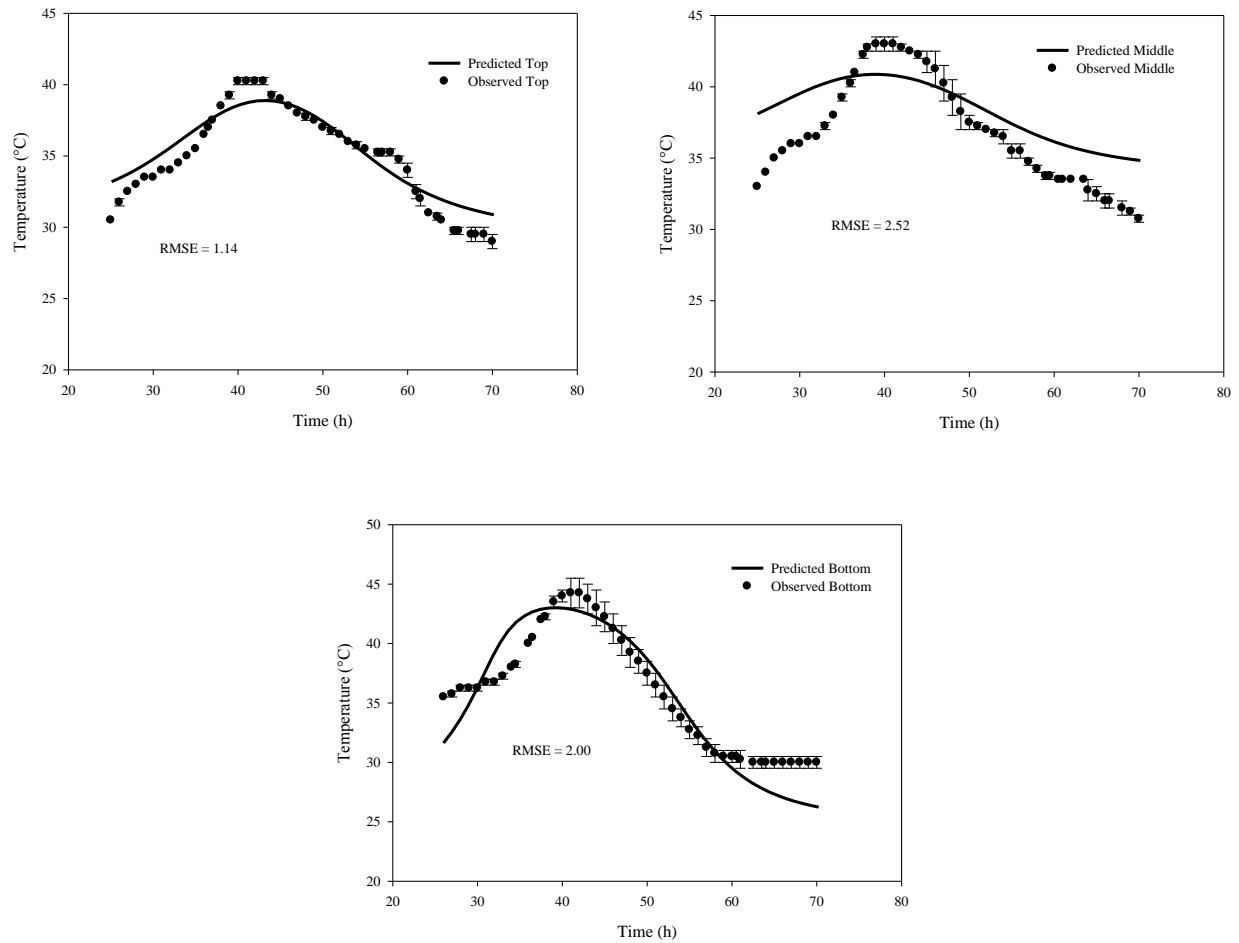 45
40
35
30
25
20
Temperature (°C)
Predicted Top
Observed Top
RMSE = 1.14
20 30 40 50 60 70 80
Time (h)
45
40
35
30
25
20
Temperature (°C)
Predicted Middle
Observed Middle
RMSE = 2.52
20 30 40 50 60 70 80
Time (h)
50
45
40
35
30
25
20
Temperature (°C)
Predicted Bottom
Observed Bottom
RMSE = 2.00
20 30 40 50 60 70 80
Time (h)